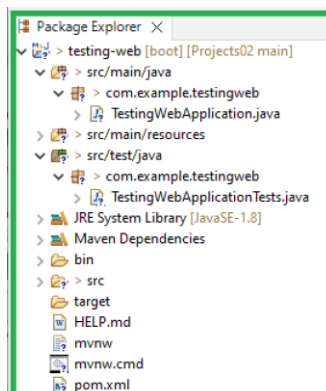 Package Explorer
> testing-web [boot] [Projects02 main]
> src/main/java
> com.example.testingweb
TestingWebApplication.java
> src/main/resources
> src/test/java
> com.example.testingweb
TestingWebApplicationTests.java
JRE System Library [JavaSE-1.8]
Maven Dependencies
bin
> src
target
HELP.md
mvnw
mvnw.cmd
pom.xml